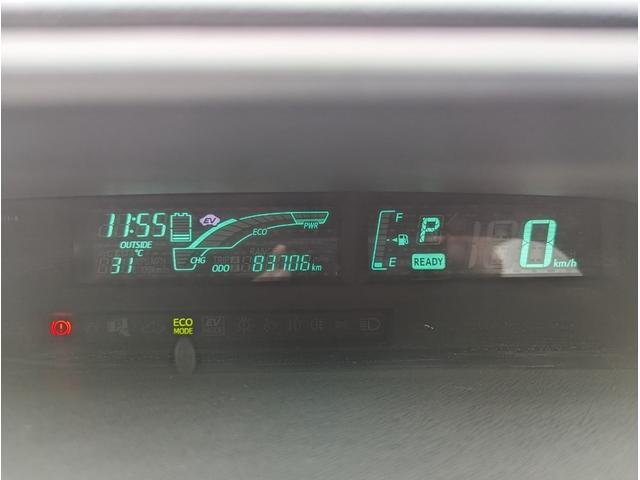 11:55 EV
OUTSIDE
°C
31
ECO
PWR
CHG
ODO 83706 km
F
E
P
READY
0 km/h
ECO
MODE
EV